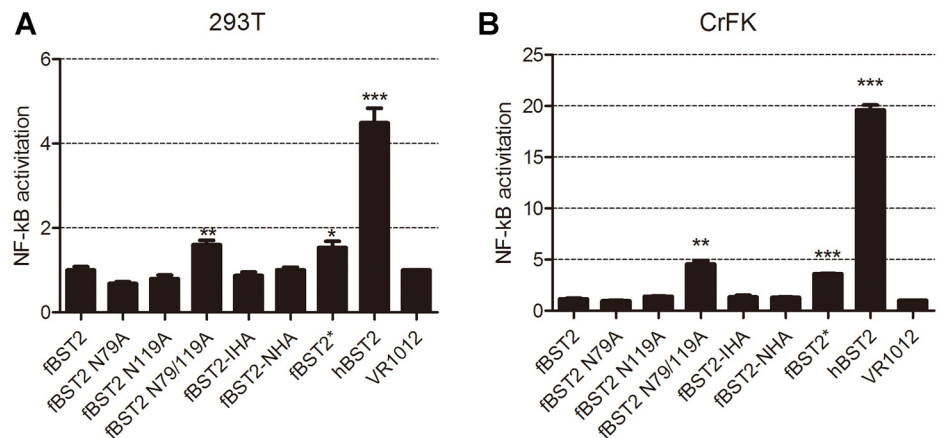 A
293T
NF-kB activitation
6
4
2
0
**
*
***
fBST2
fBST2 N79A
fBST2 N119A
fBST2 N79/119A
fBST2-IHA
fBST2-NHA
fBST2*
hBST2
VR1012
B
CrFK
NF-kB activitation
25
20
15
10
5
0
**
***
***
fBST2
fBST2 N79A
fBST2 N119A
fBST2 N79/119A
fBST2-IHA
fBST2-NHA
fBST2*
hBST2
VR1012